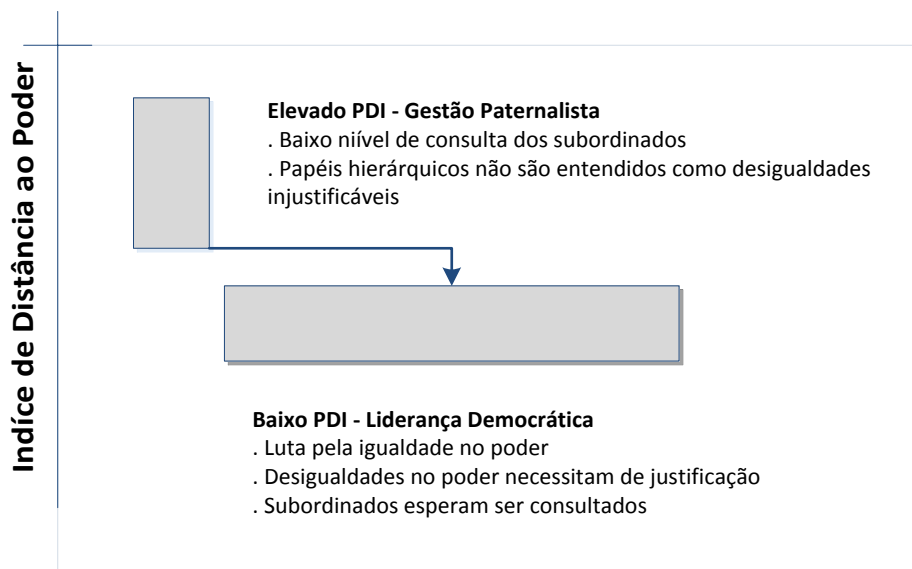 Indíce de Distância ao Poder
Elevado PDI - Gestão Paternalista
. Baixo niível de consulta dos subordinados
. Papéis hierárquicos não são entendidos como desigualdades
injustificáveis
Baixo PDI - Liderança Democrática
. Luta pela igualdade no poder
. Desigualdades no poder necessitam de justificação
. Subordinados esperam ser consultados